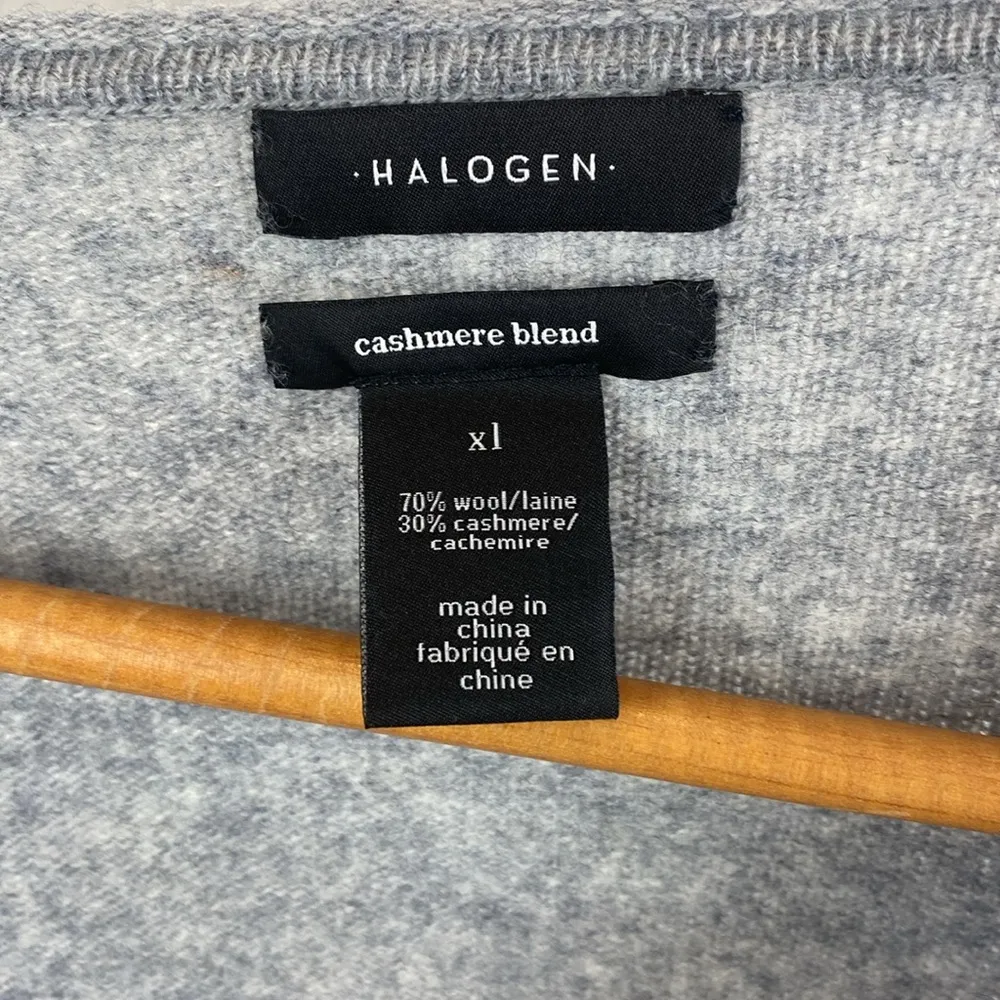 ·HALOGEN·
cashmere blend
xl
70% wool/laine
30% cashmere/
cachemire
made in
china
fabriqué en
chine